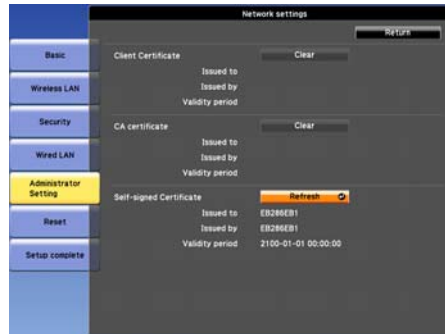 Network settings
Return
Basic
Wireless LAN
Security
Wired LAN
Administrator Setting
Reset
Setup complete
Client Certificate Clear
Issued to
Issued by
Validity period
CA certificate Clear
Issued to
Issued by
Validity period
Self-signed Certificate Refresh
Issued to EB286EB1
Issued by EB286EB1
Validity period 2100-01-01 00:00:00